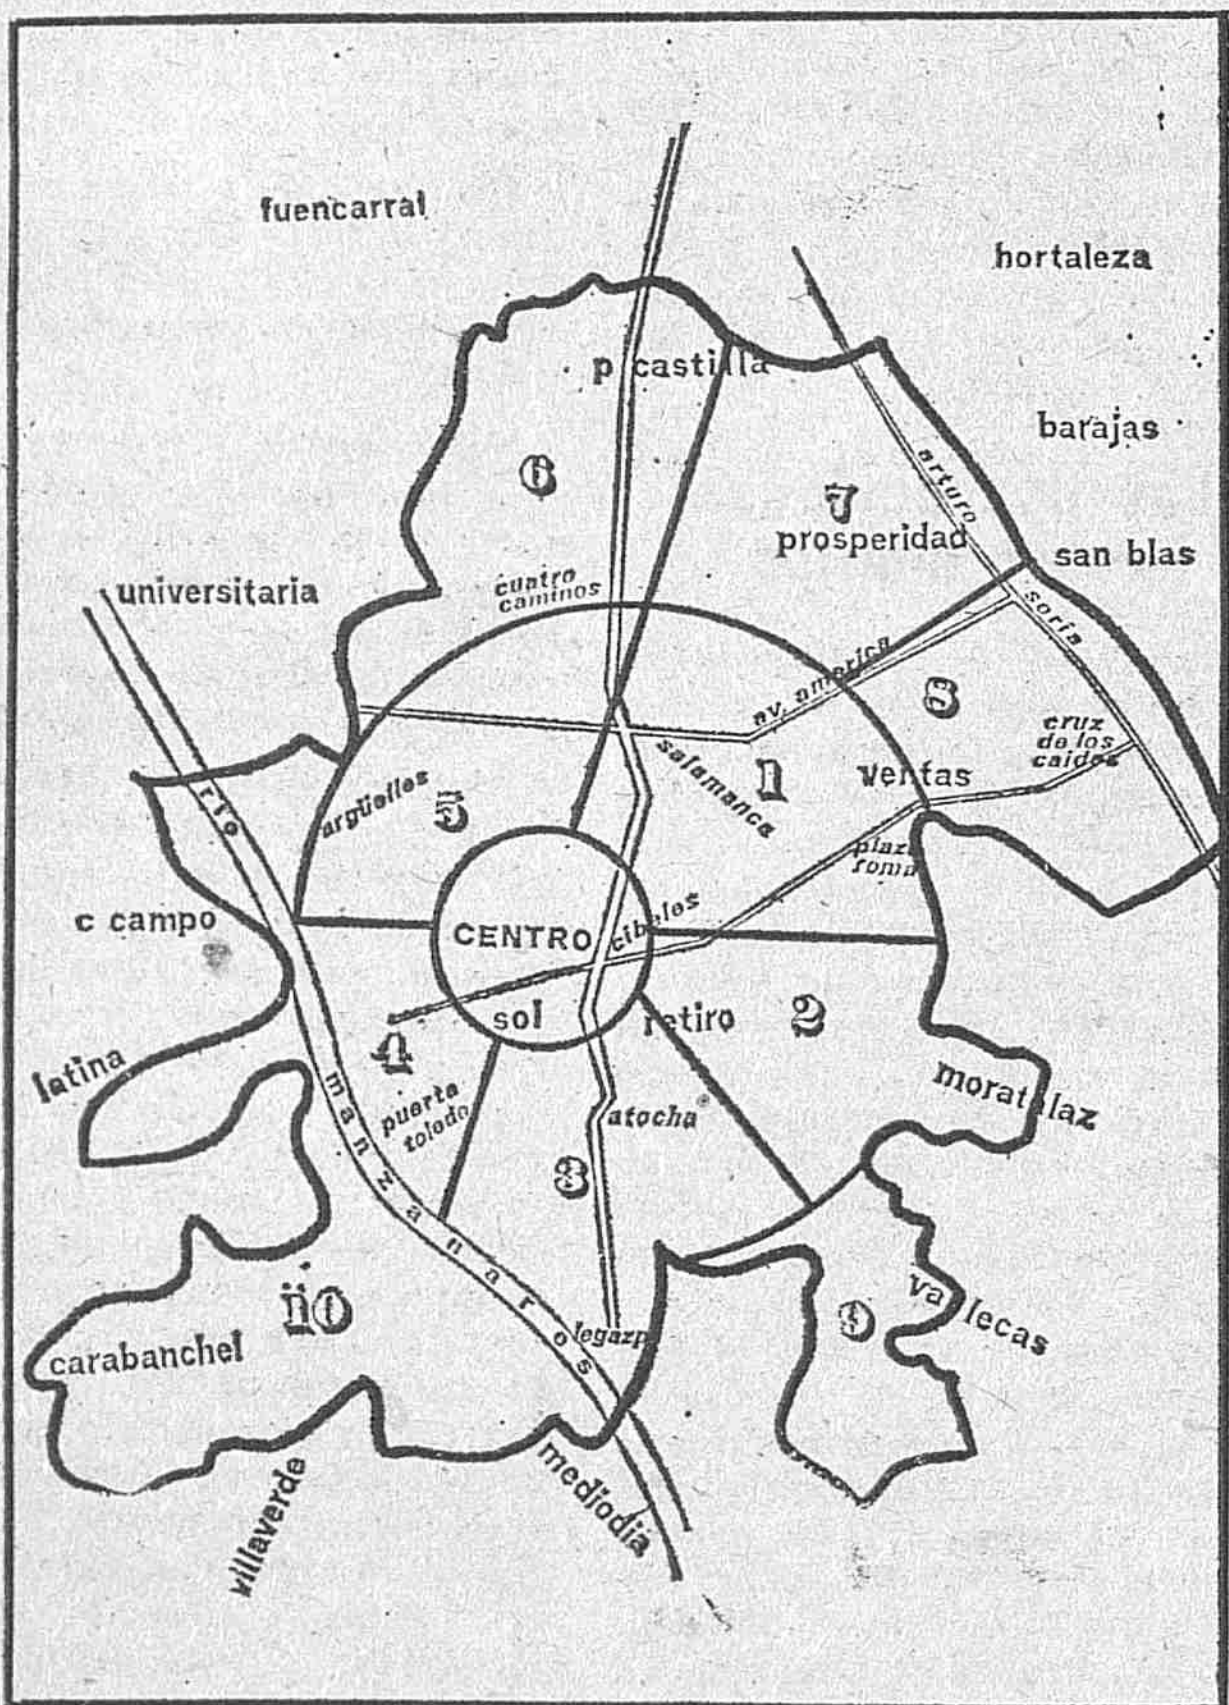 fuencarral
hortaleza
p castilla
barajas
6
7
arturo
prosperidad
san blas
cuatro
caminos
universitaria
soria
av. america
8
cruz
de los
caidos
salamanca
1
ventas
argüelles
5
rio
plaza
roma
c campo
CENTRO
cibeles
sol
retiro
2
4
latina
moratalaz
puerta
toledo
atocha
manzanaros
3
10
9
vallecas
legazpi
carabanchel
villaverde
mediodia